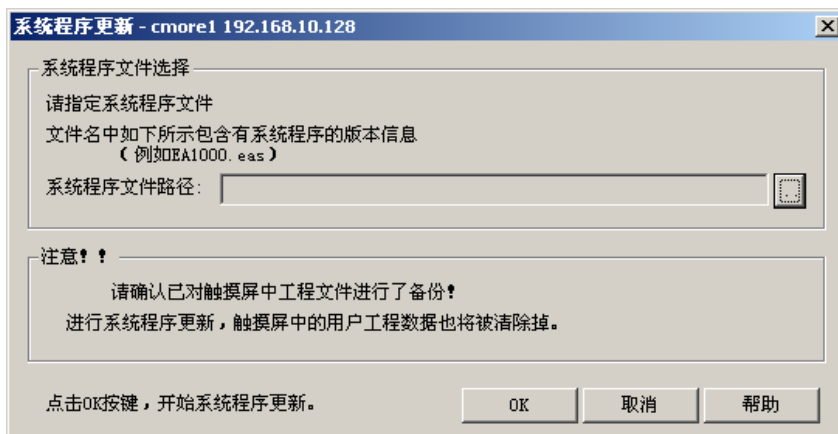 系统程序更新 - cmore1 192.168.10.128
系统程序文件选择
请指定系统程序文件
文件名中如下所示包含有系统程序的版本信息
( 例如EA1000.eas)
系统程序文件路径:
..
注意！！
请确认已对触摸屏中工程文件进行了备份！
进行系统程序更新，触摸屏中的用户工程数据也将被清除掉。
点击OK按键，开始系统程序更新。
OK
取消
帮助